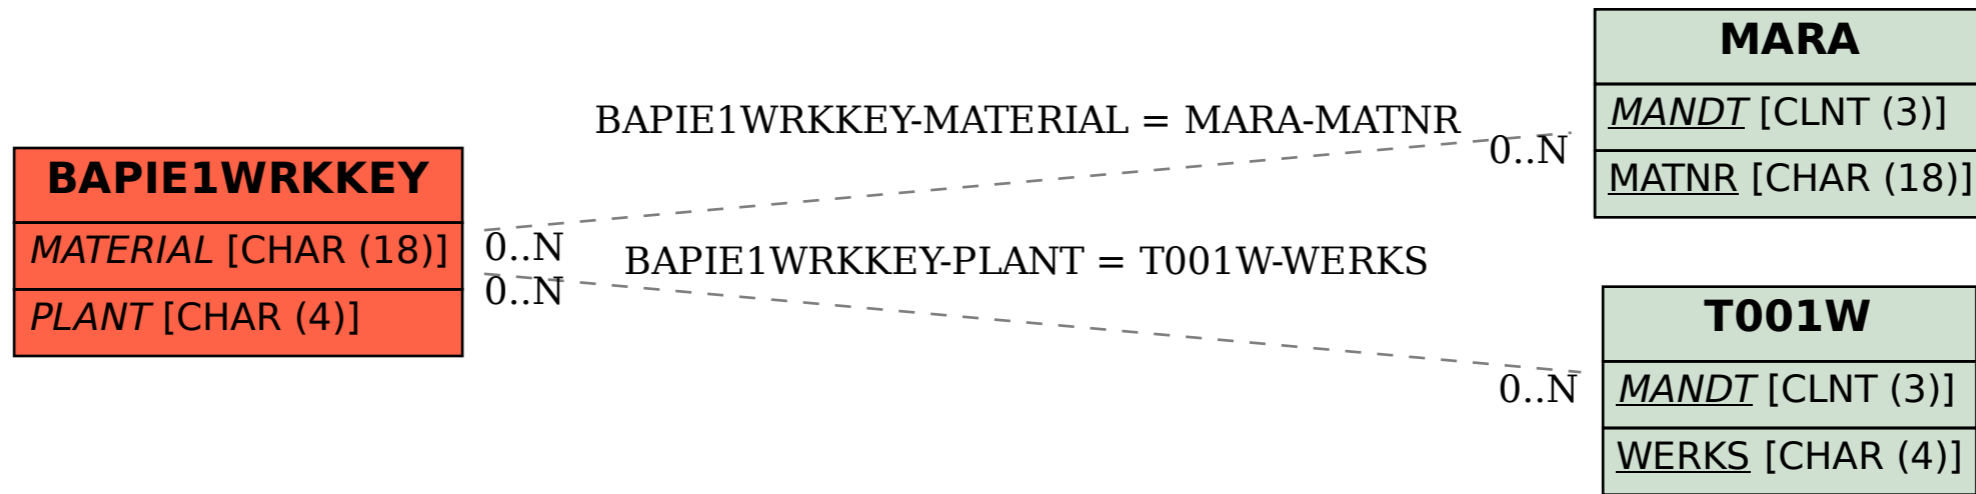 BAPIE1WRKKEY
MATERIAL [CHAR (18)]
PLANT [CHAR (4)]
BAPIE1WRKKEY-MATERIAL = MARA-MATNR
0..N
0..N
BAPIE1WRKKEY-PLANT = T001W-WERKS
0..N
0..N
MARA
MANDT [CLNT (3)]
MATNR [CHAR (18)]
T001W
MANDT [CLNT (3)]
WERKS [CHAR (4)]